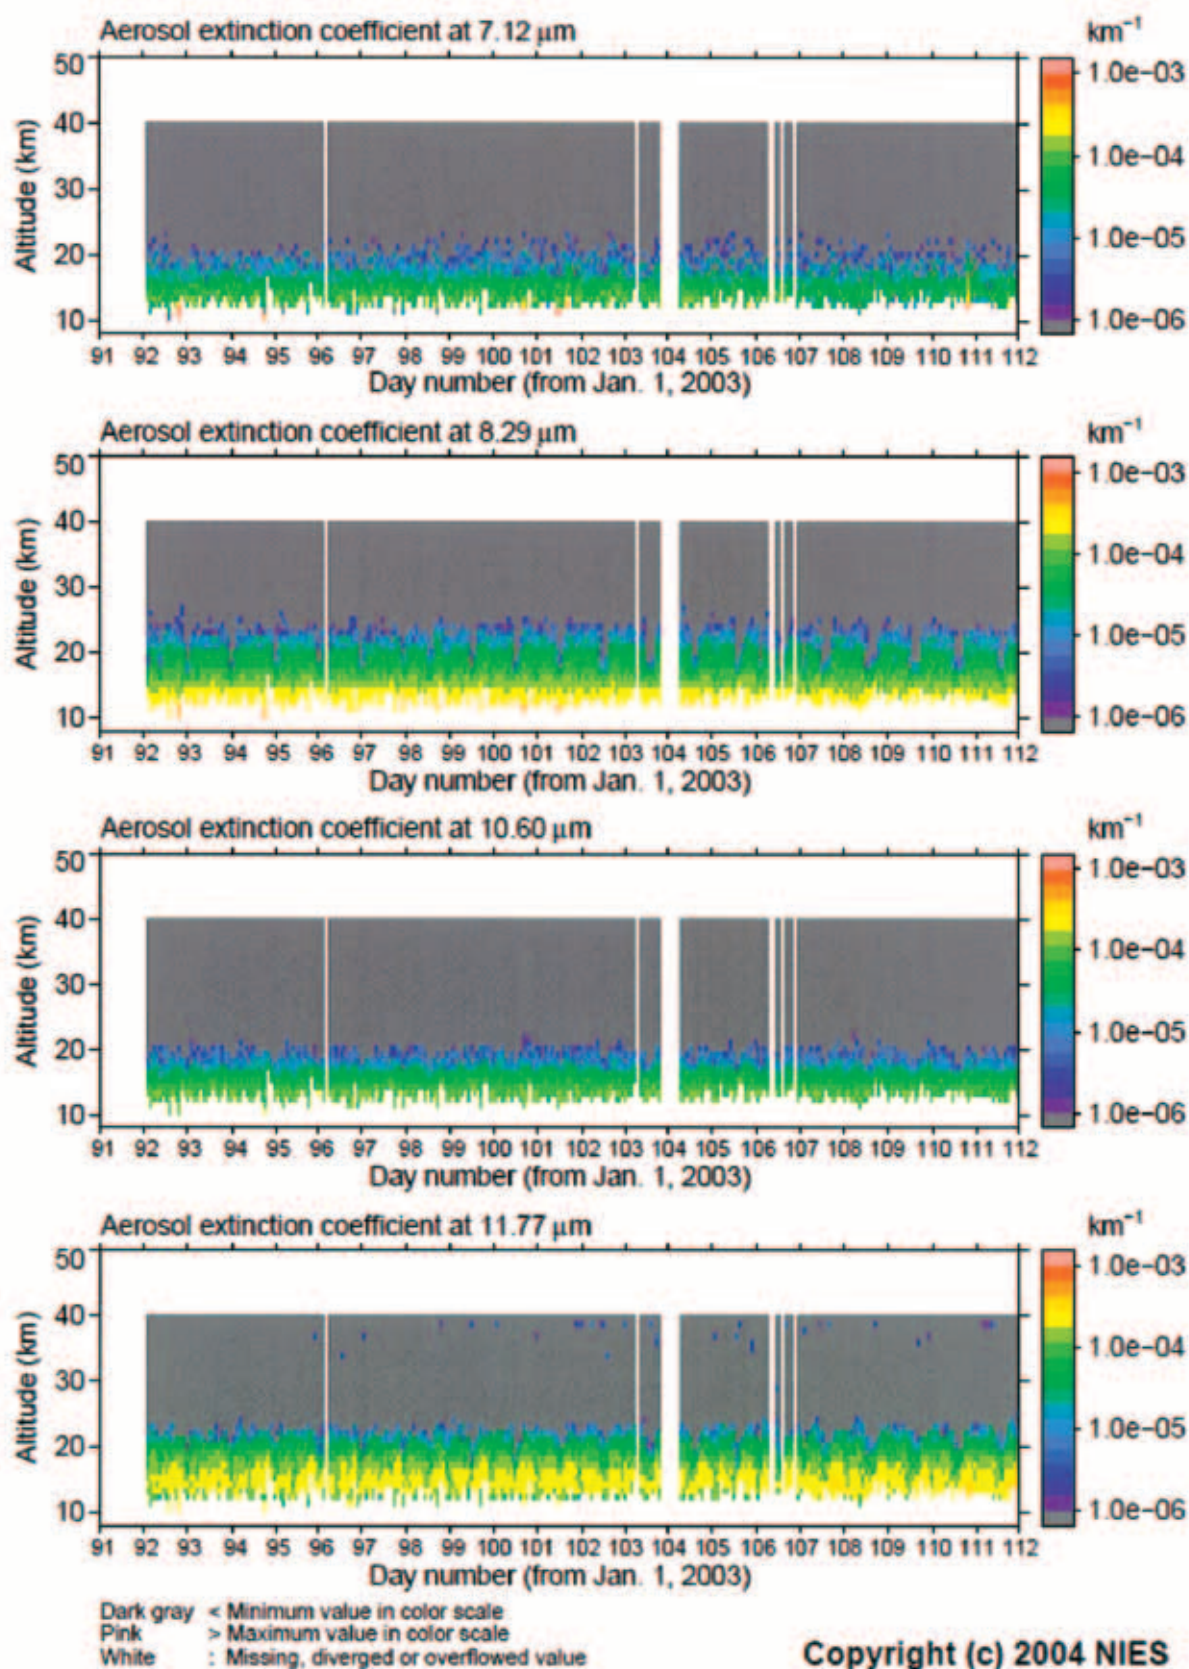 Aerosol extinction coefficient at 7.12 μm
km⁻¹
50
40
30
20
10
Altitude (km)
1.0e−03
1.0e−04
1.0e−05
1.0e−06
91 92 93 94 95 96 97 98 99 100 101 102 103 104 105 106 107 108 109 110 111 112
Day number (from Jan. 1, 2003)
Aerosol extinction coefficient at 8.29 μm
km⁻¹
50
40
30
20
10
Altitude (km)
1.0e−03
1.0e−04
1.0e−05
1.0e−06
91 92 93 94 95 96 97 98 99 100 101 102 103 104 105 106 107 108 109 110 111 112
Day number (from Jan. 1, 2003)
Aerosol extinction coefficient at 10.60 μm
km⁻¹
50
40
30
20
10
Altitude (km)
1.0e−03
1.0e−04
1.0e−05
1.0e−06
91 92 93 94 95 96 97 98 99 100 101 102 103 104 105 106 107 108 109 110 111 112
Day number (from Jan. 1, 2003)
Aerosol extinction coefficient at 11.77 μm
km⁻¹
50
40
30
20
10
Altitude (km)
1.0e−03
1.0e−04
1.0e−05
1.0e−06
91 92 93 94 95 96 97 98 99 100 101 102 103 104 105 106 107 108 109 110 111 112
Day number (from Jan. 1, 2003)
Dark gray < Minimum value in color scale
Pink > Maximum value in color scale
White : Missing, diverged or overflowed value
Copyright (c) 2004 NIES